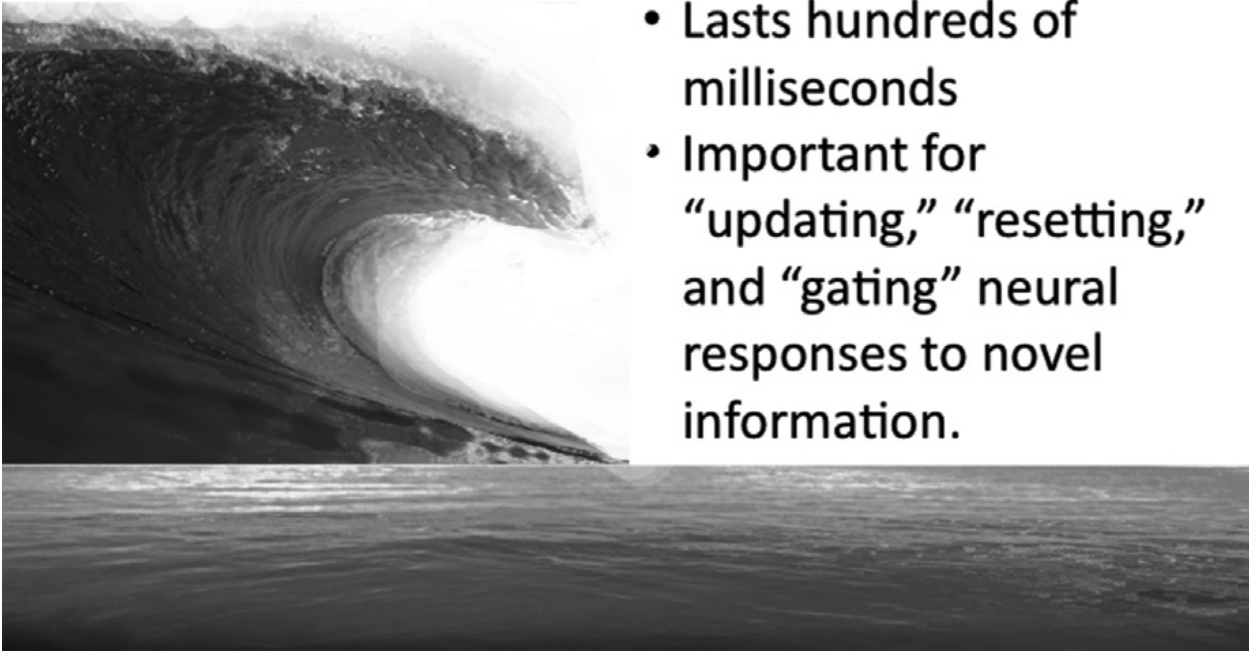 • Lasts hundreds of
milliseconds
• Important for
“updating,” “resetting,”
and “gating” neural
responses to novel
information.